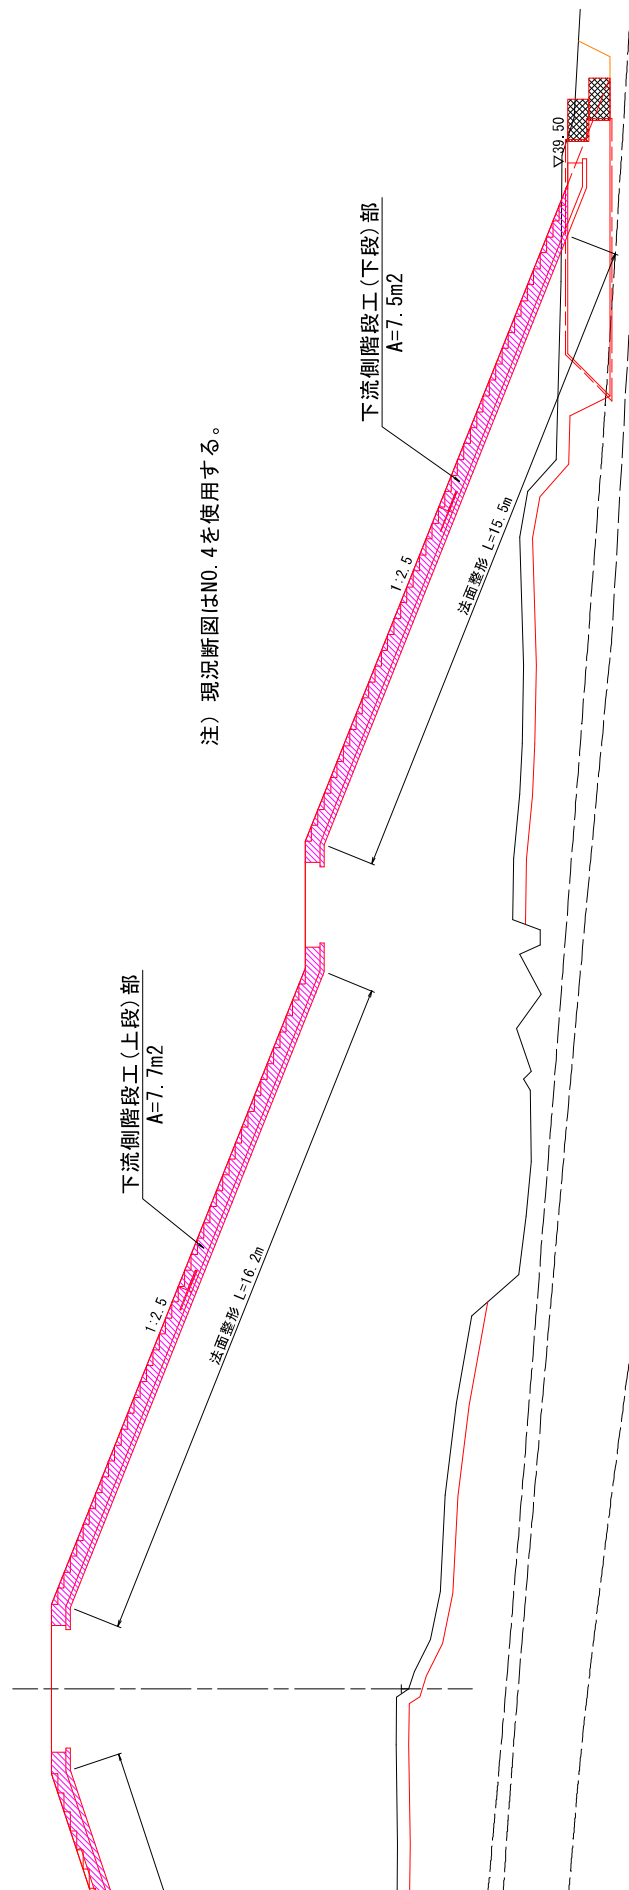 注) 現況断図はNO.4を使用する。
下流側階段工(上段)部
A=7.7m2
1:2.5
法面整形 L=16.2m
下流側階段工(下段)部
A=7.5m2
1:2.5
法面整形 L=15.5m
▽39.50